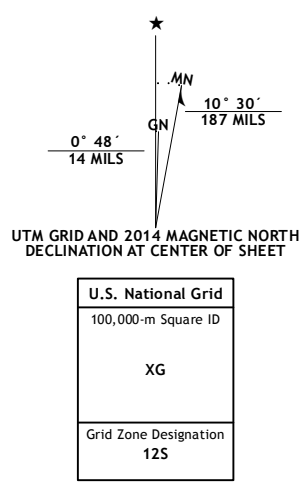 ★
MN
10° 30´
187 MILS
GN
0° 48´
14 MILS
UTM GRID AND 2014 MAGNETIC NORTH
DECLINATION AT CENTER OF SHEET
U.S. National Grid
100,000-m Square ID
XG
Grid Zone Designation
12S